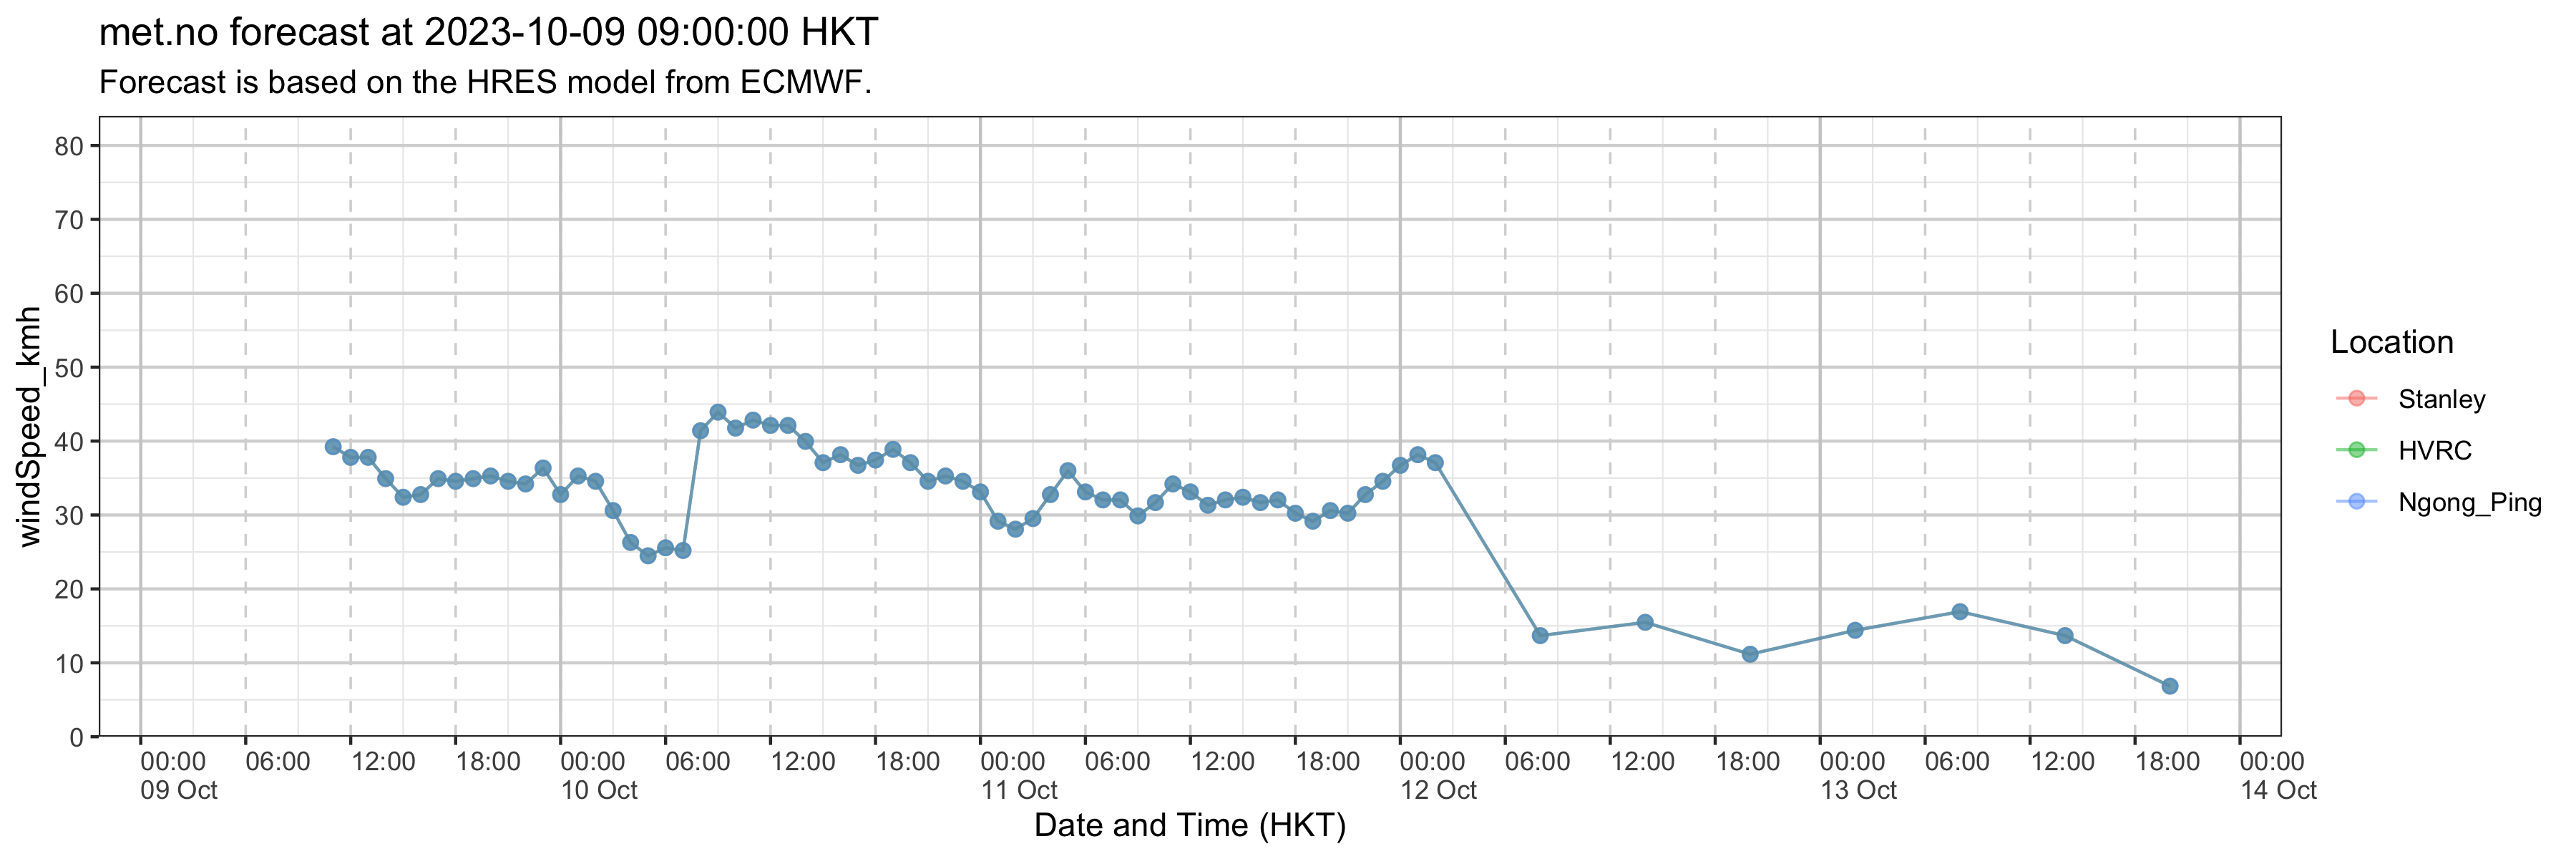 met.no forecast at 2023-10-09 09:00:00 HKT
Forecast is based on the HRES model from ECMWF.
windSpeed_kmh
80
70
60
50
40
30
20
10
0
00:00 06:00 12:00 18:00 00:00 06:00 12:00 18:00 00:00 06:00 12:00 18:00 00:00 06:00 12:00 18:00 00:00 06:00 12:00 18:00 00:00
09 Oct 10 Oct 11 Oct 12 Oct 13 Oct 14 Oct
Date and Time (HKT)
Location
Stanley
HVRC
Ngong_Ping